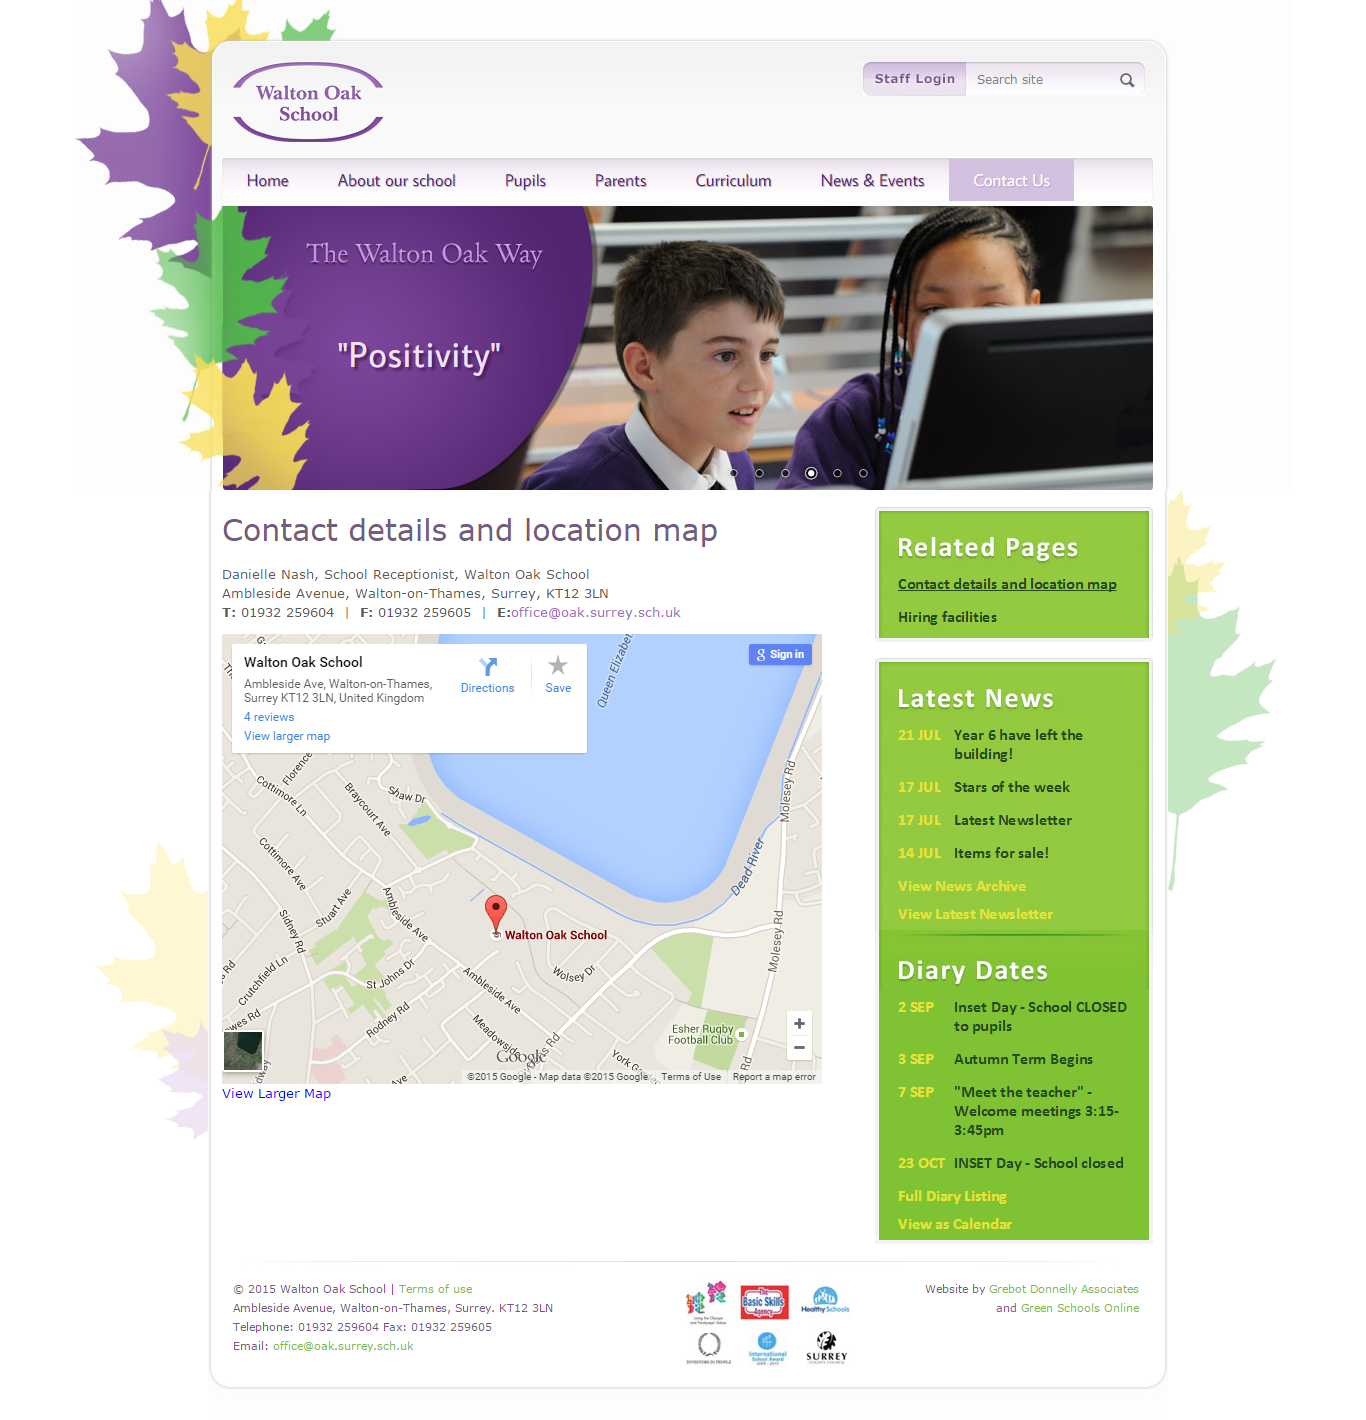 Walton Oak
School
Staff Login
Search site
Home
About our school
Pupils
Parents
Curriculum
News & Events
Contact Us
The Walton Oak Way
"Positivity"
Contact details and location map
Danielle Nash, School Receptionist, Walton Oak School
Ambleside Avenue, Walton-on-Thames, Surrey, KT12 3LN
T: 01932 259604 | F: 01932 259605 | E:office@oak.surrey.sch.uk
Walton Oak School
Ambleside Ave, Walton-on-Thames,
Surrey KT12 3LN, United Kingdom
4 reviews
View larger map
Directions
Save
Sign in
Queen Elizabet
Florence
Cottimore Ln
Braycourt Ave
Shaw Dr
Molesey Rd
Cottimore Ave
Dead River
Stuart Ave
Ambleside Ave
Sidney Rd
Walton Oak School
Molesey Rd
Crutchfield Ln
St Johns Dr
Ambleside Ave
Wolsey Dr
Rodney Rd
Meadowside
Esher Rugby
Football Club
York Ga
Google
©2015 Google - Map data ©2015 Google
Terms of Use
Report a map error
View Larger Map
Related Pages
Contact details and location map
Hiring facilities
Latest News
21 JUL Year 6 have left the
building!
17 JUL Stars of the week
17 JUL Latest Newsletter
14 JUL Items for sale!
View News Archive
View Latest Newsletter
Diary Dates
2 SEP Inset Day - School CLOSED
to pupils
3 SEP Autumn Term Begins
7 SEP "Meet the teacher" -
Welcome meetings 3:15-
3:45pm
23 OCT INSET Day - School closed
Full Diary Listing
View as Calendar
© 2015 Walton Oak School | Terms of use
Ambleside Avenue, Walton-on-Thames, Surrey. KT12 3LN
Telephone: 01932 259604 Fax: 01932 259605
Email: office@oak.surrey.sch.uk
The
Basic Skills
Agency
Healthy Schools
INVESTORS IN PEOPLE
International
School Award
SURREY
COUNTY COUNCIL
Website by Grebot Donnelly Associates
and Green Schools Online